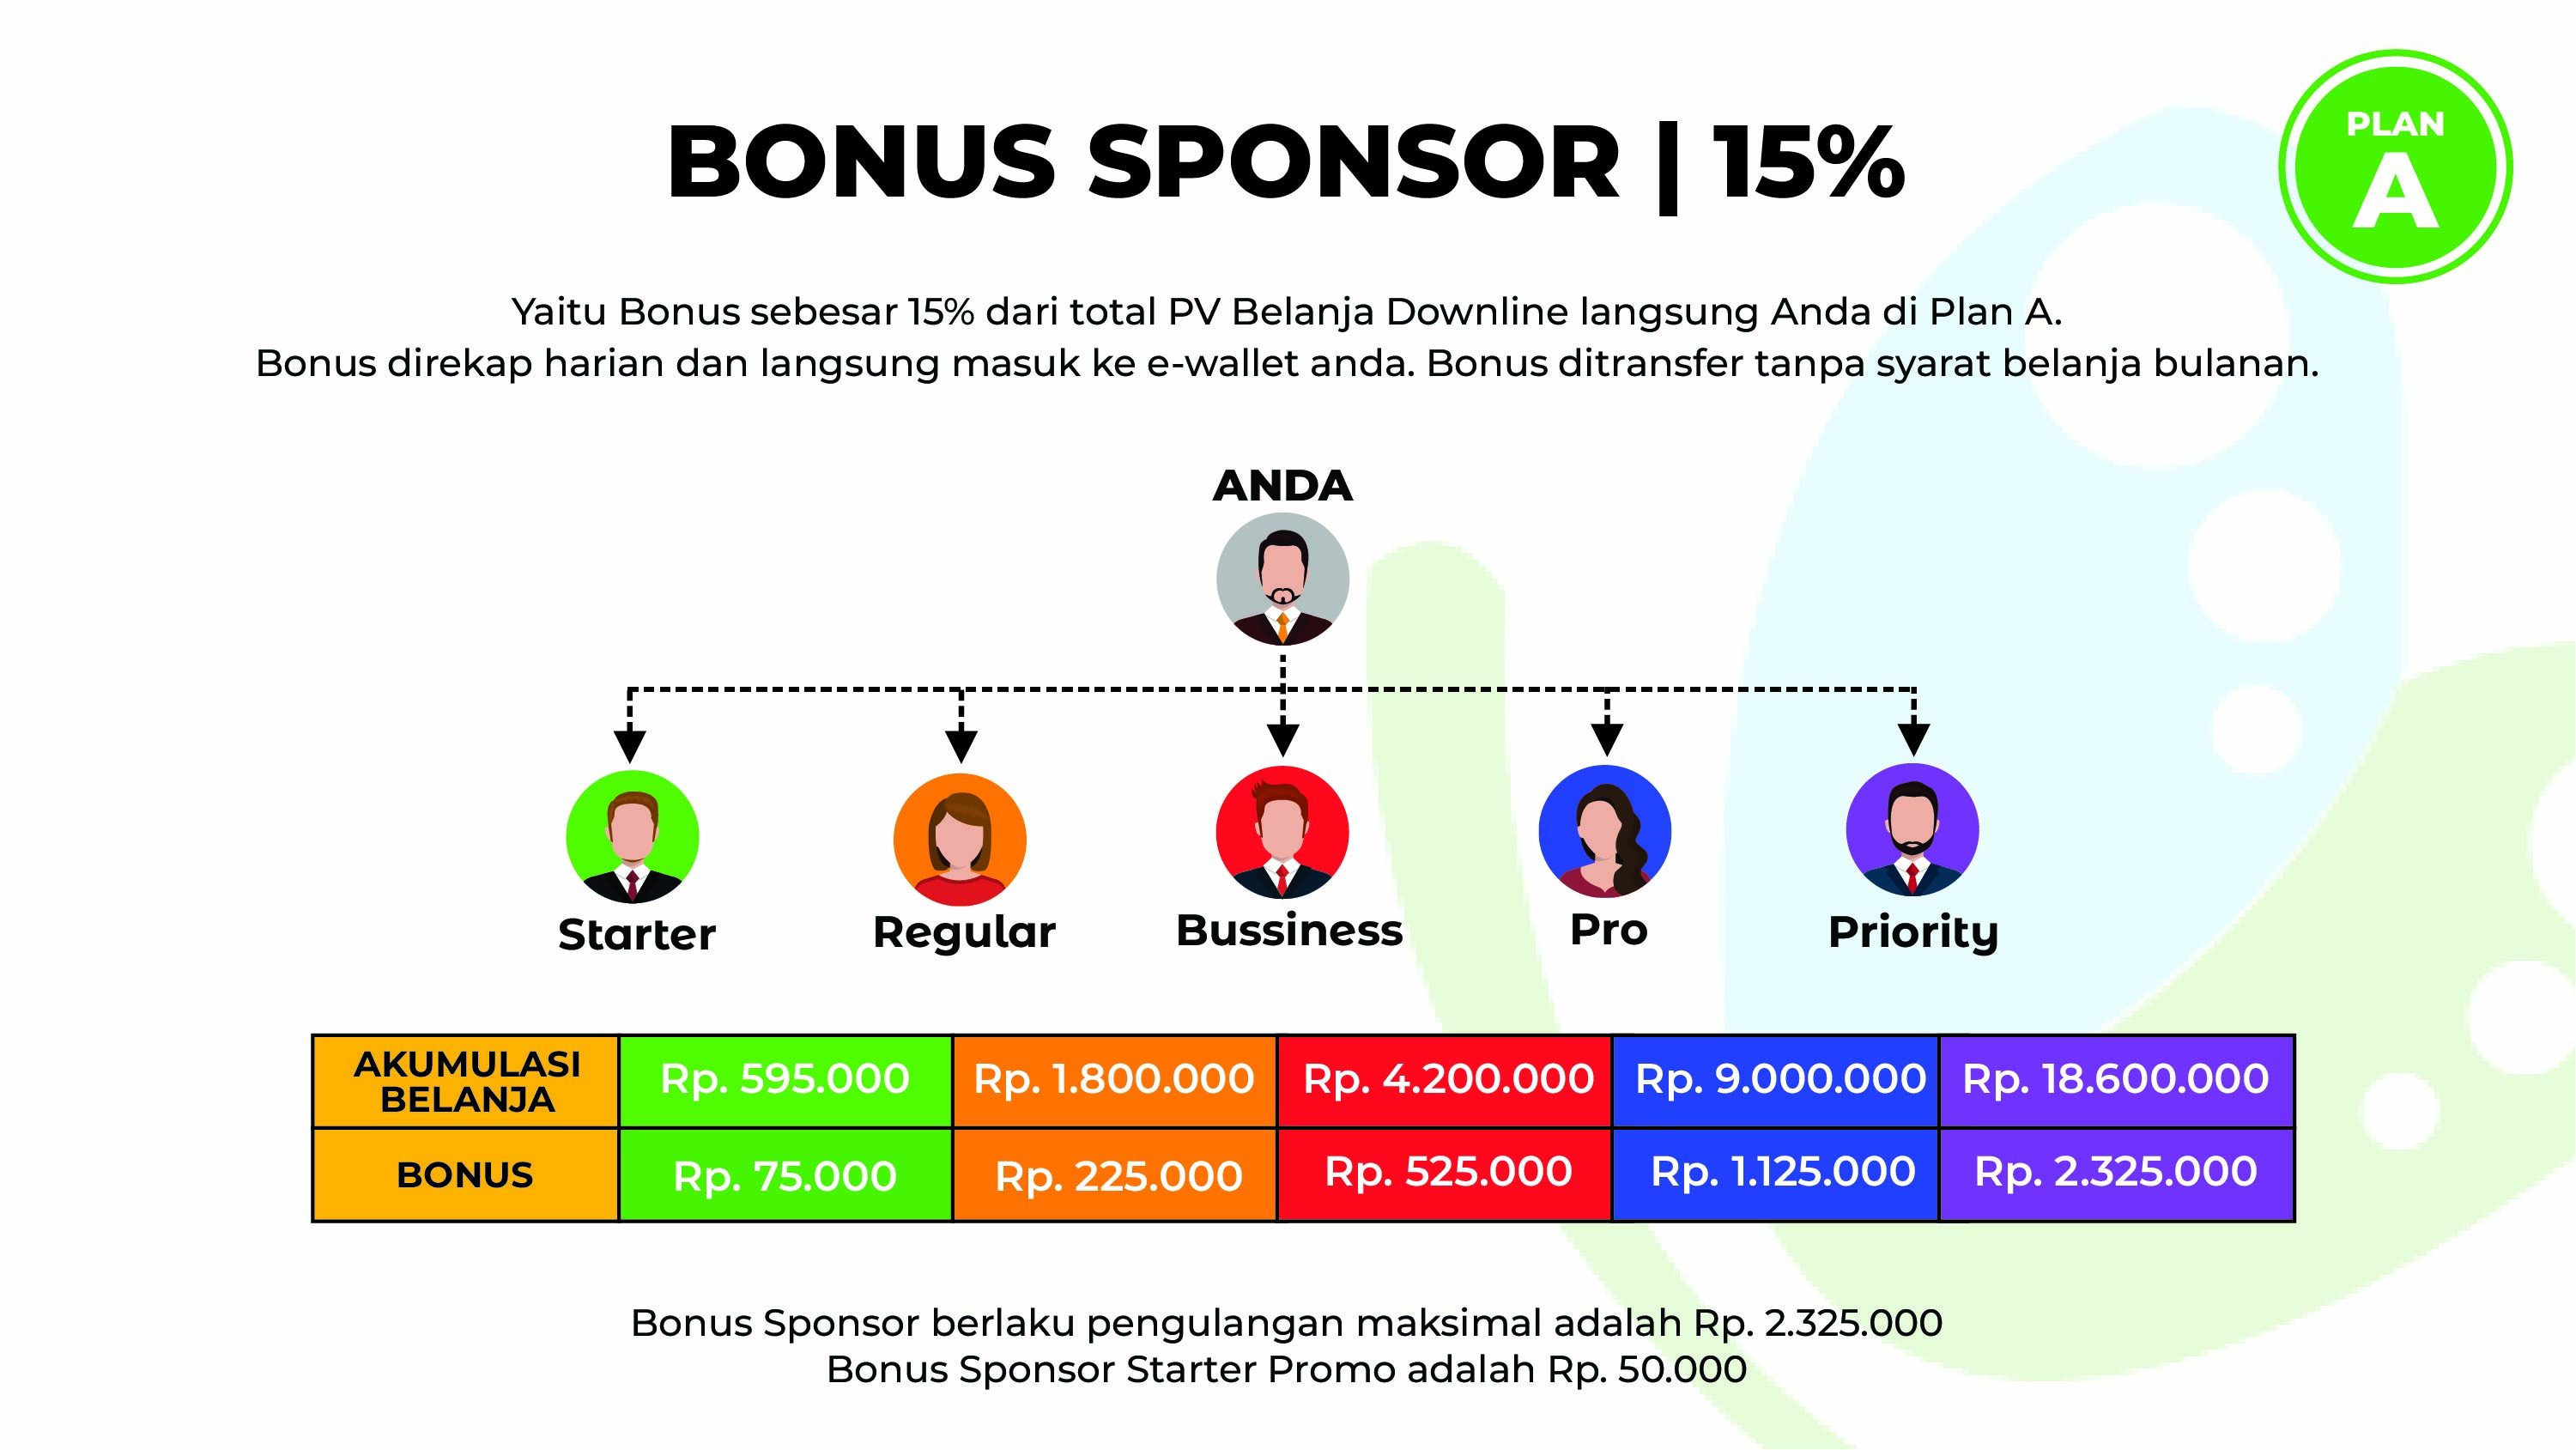 PLAN
A
BONUS SPONSOR | 15%
Yaitu Bonus sebesar 15% dari total PV Belanja Downline langsung Anda di Plan A.
Bonus direkap harian dan langsung masuk ke e-wallet anda. Bonus ditransfer tanpa syarat belanja bulanan.
ANDA
Starter Regular Bussiness Pro Priority
AKUMULASI
BELANJA
Rp. 595.000 Rp. 1.800.000 Rp. 4.200.000 Rp. 9.000.000 Rp. 18.600.000
BONUS Rp. 75.000 Rp. 225.000 Rp. 525.000 Rp. 1.125.000 Rp. 2.325.000
Bonus Sponsor berlaku pengulangan maksimal adalah Rp. 2.325.000
Bonus Sponsor Starter Promo adalah Rp. 50.000